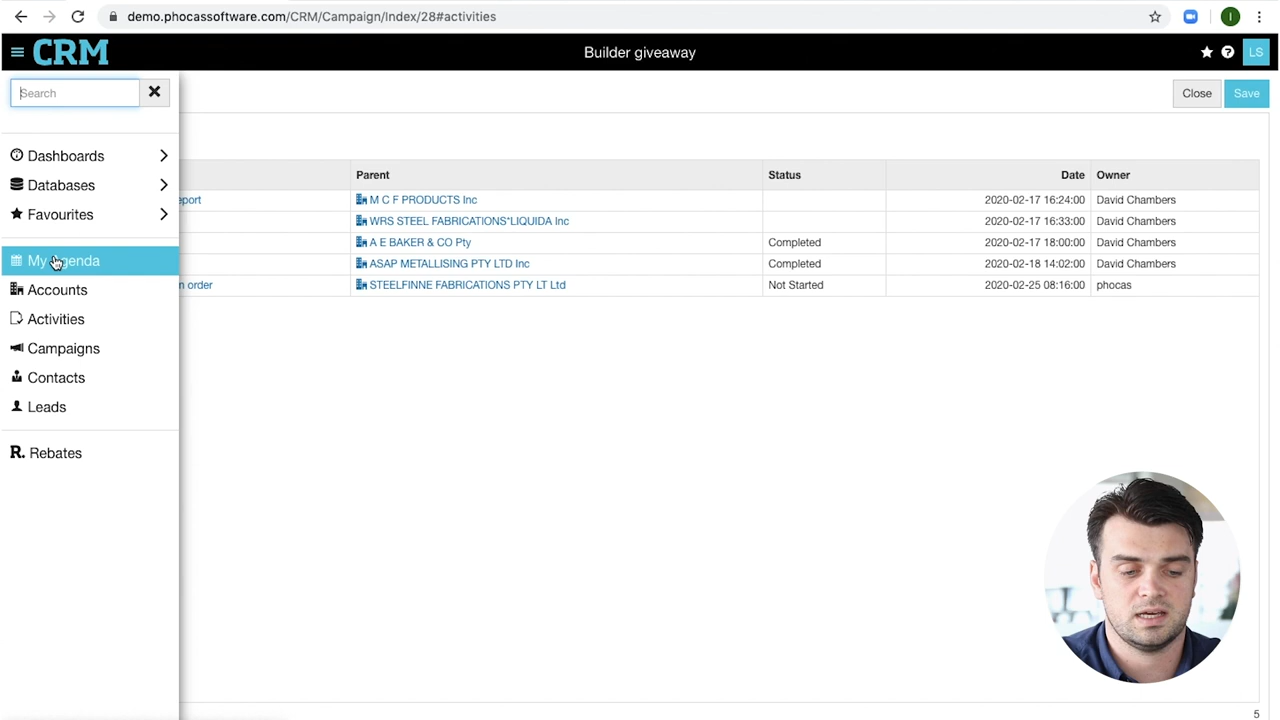 demo.phocassoftware.com/CRM/Campaign/Index/28#activities
I
CRM
Builder giveaway
LS
Search
Close
Save
Dashboards
Databases
Favourites
My Agenda
Accounts
Activities
Campaigns
Contacts
Leads
R. Rebates
Parent Status Date Owner
eport M C F PRODUCTS Inc 2020-02-17 16:24:00 David Chambers
WRS STEEL FABRICATIONS*LIQUIDA Inc 2020-02-17 16:33:00 David Chambers
A E BAKER & CO Pty Completed 2020-02-17 18:00:00 David Chambers
ASAP METALLISING PTY LTD Inc Completed 2020-02-18 14:02:00 David Chambers
n order STEELFINNE FABRICATIONS PTY LT Ltd Not Started 2020-02-25 08:16:00 phocas
5